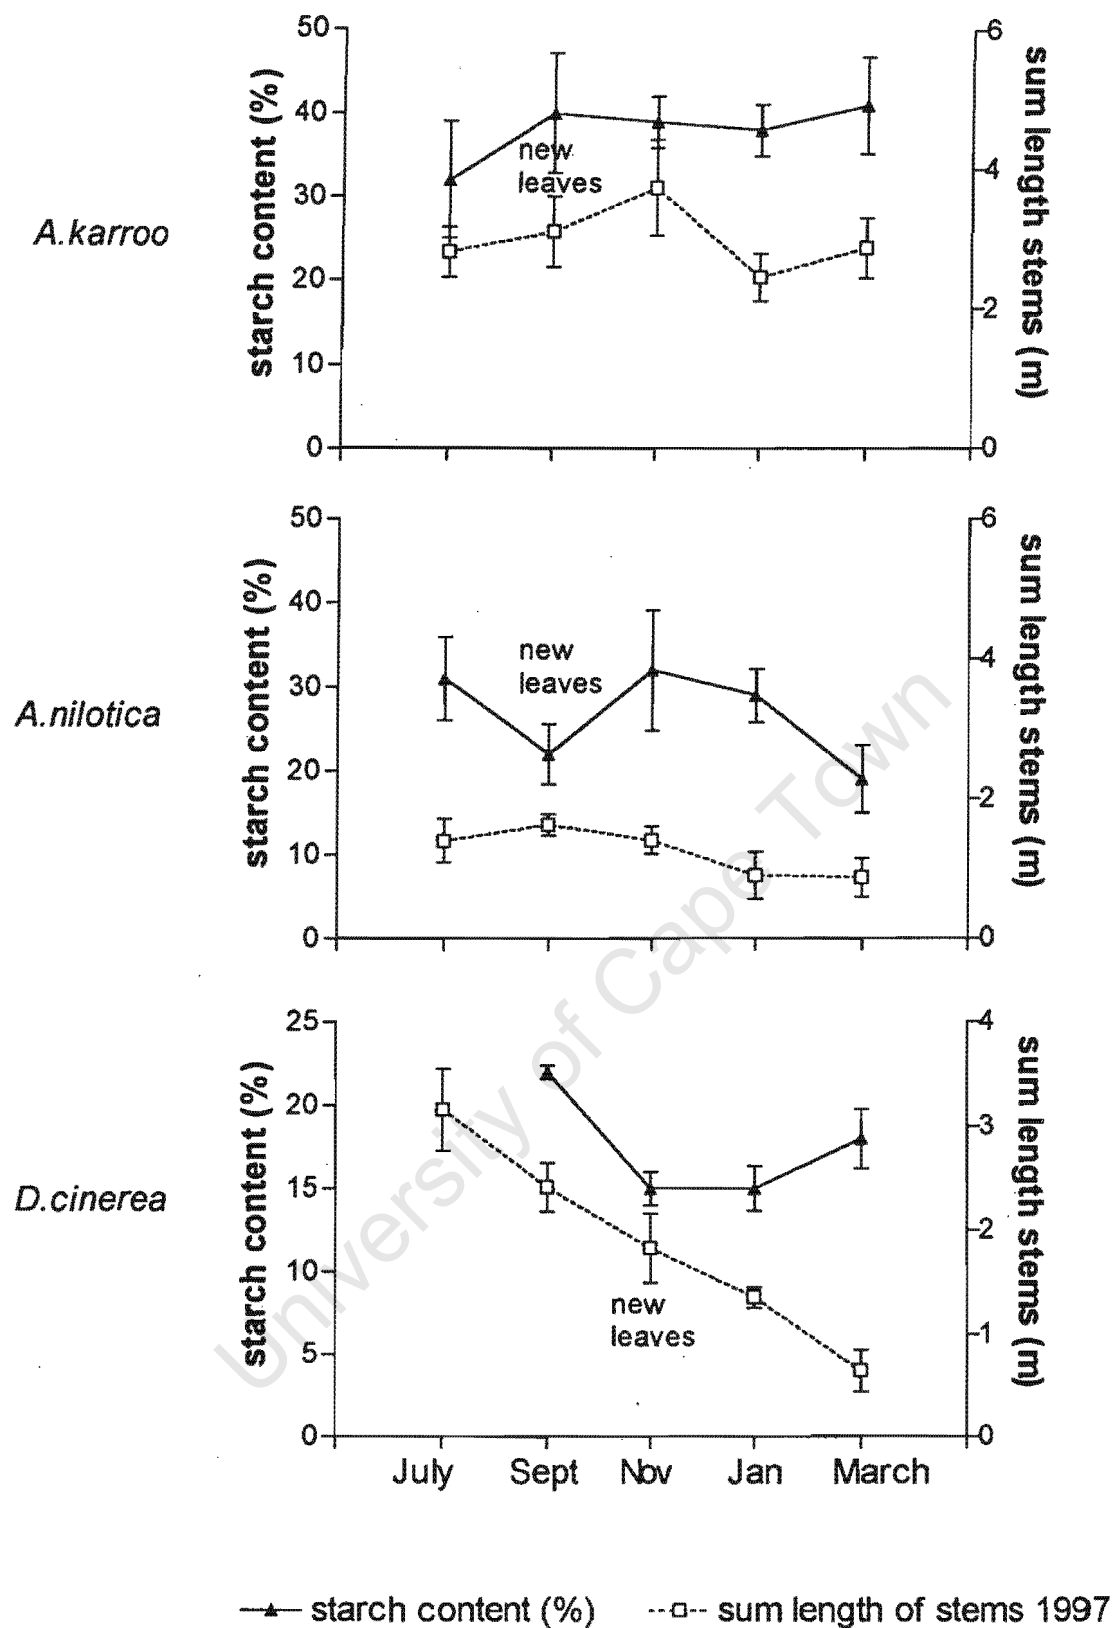 A.karroo
starch content (%)
50
40
30
20
10
0
new
leaves
6
4
2
0
sum length stems (m)
A.nilotica
starch content (%)
50
40
30
20
10
0
new
leaves
6
4
2
0
sum length stems (m)
D.cinerea
starch content (%)
25
20
15
10
5
0
new
leaves
4
3
2
1
0
sum length stems (m)
July Sept Nov Jan March
starch content (%) sum length of stems 1997
University of Cape Town